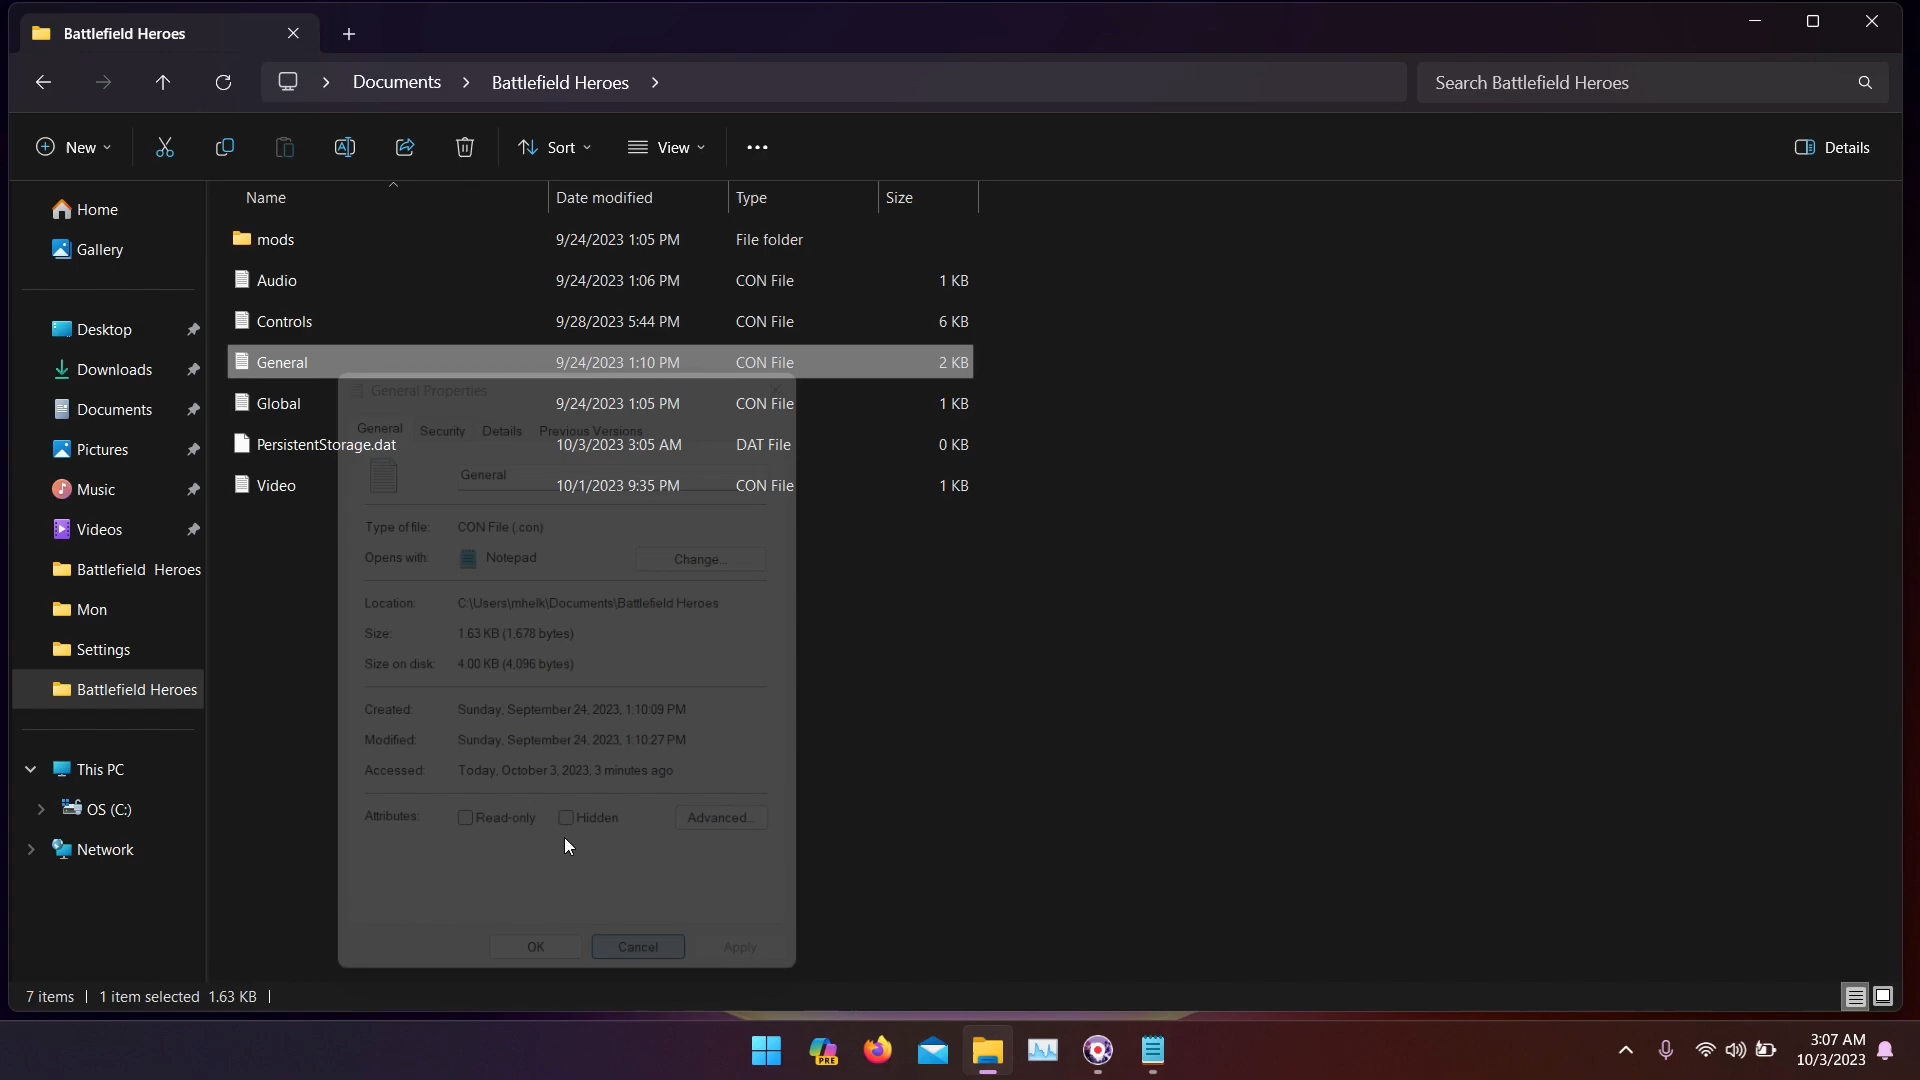 Battlefield Heroes
Documents
Battlefield Heroes
Search Battlefield Heroes
New
Sort
View
Details
Home
Gallery
Desktop
Downloads
Documents
Pictures
Music
Videos
Battlefield Heroes
Mon
Settings
Battlefield Heroes
This PC
OS (C:)
Network
Name
Date modified
Type
Size
mods 9/24/2023 1:05 PM File folder
Audio 9/24/2023 1:06 PM CON File 1 KB
Controls 9/28/2023 5:44 PM CON File 6 KB
General 9/24/2023 1:10 PM CON File 2 KB
Global 9/24/2023 1:05 PM CON File 1 KB
PersistentStorage.dat 10/3/2023 3:05 AM DAT File 0 KB
Video 10/1/2023 9:35 PM CON File 1 KB
General Properties
General Security Details Previous Versions
General
Type of file: CON File (.con)
Opens with: Notepad Change...
Location: C:\Users\mhelk\Documents\Battlefield Heroes
Size: 1.63 KB (1,678 bytes)
Size on disk: 4.00 KB (4,096 bytes)
Created: Sunday, September 24, 2023, 1:10:09 PM
Modified: Sunday, September 24, 2023, 1:10:27 PM
Accessed: Today, October 3, 2023, 3 minutes ago
Attributes: Read-only Hidden Advanced...
OK Cancel Apply
7 items 1 item selected 1.63 KB
PRE
3:07 AM
10/3/2023